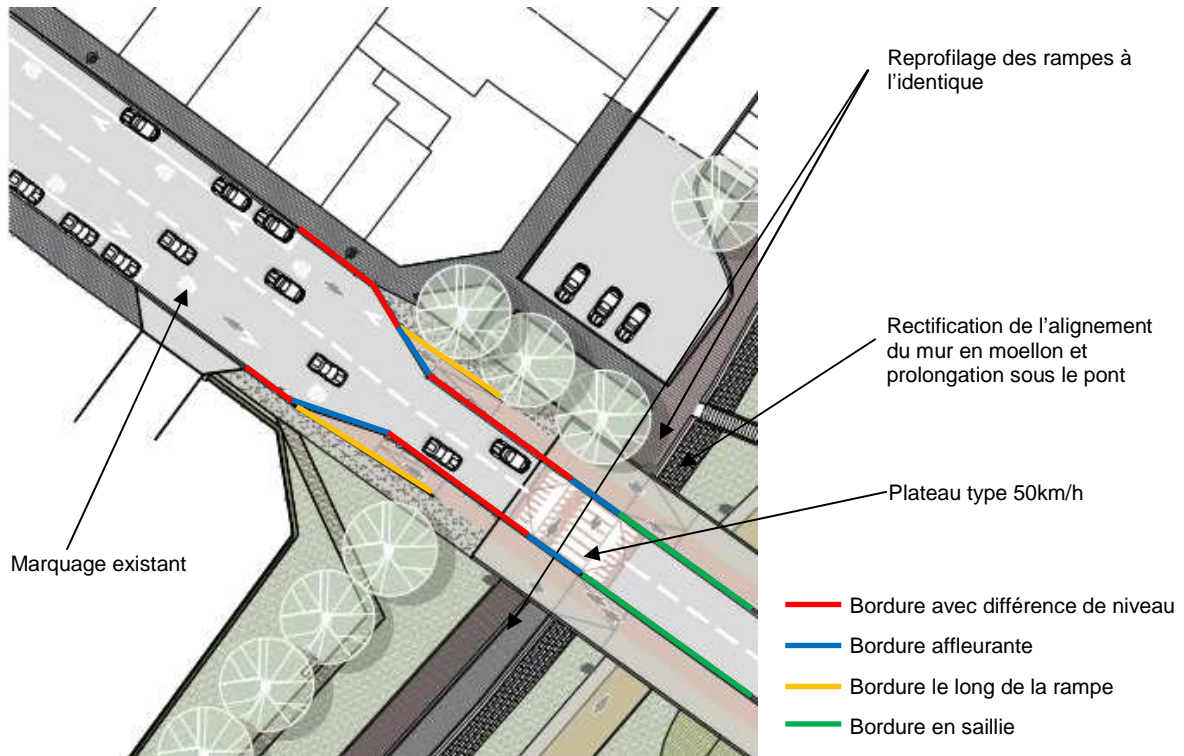 Reprofilage des rampes à
l'identique
Rectification de l'alignement
du mur en moellon et
prolongation sous le pont
Plateau type 50km/h
Marquage existant
Bordure avec différence de niveau
Bordure affleurante
Bordure le long de la rampe
Bordure en saillie